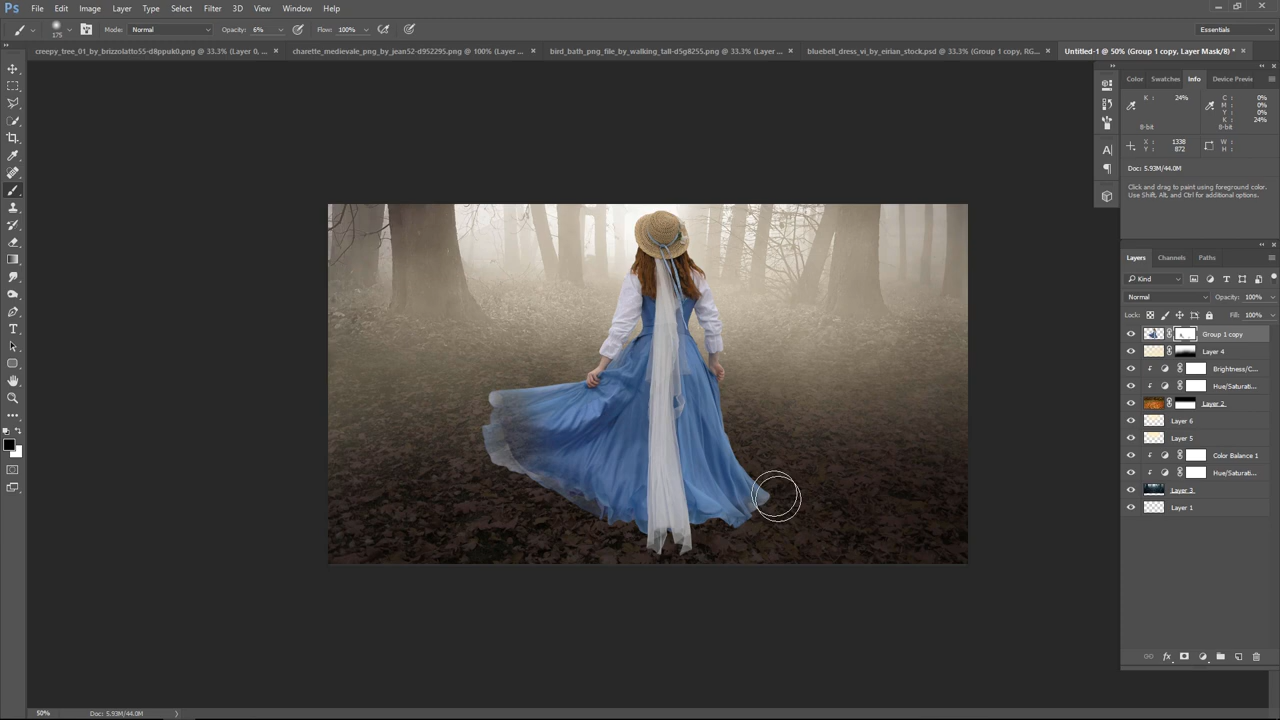 Ps File Edit Image Layer Type Select Filter 3D View Window Help
175 Mode: Normal Opacity: 6% Flow: 100% Essentials
creepy_tree_01_by_brizzolatto55-d8ppuk0.png @ 33.3% (Layer 0, ... × charette_medievale_png_by_jean52-d952295.png @ 100% (Layer ... × bird_bath_png_file_by_walking_tall-d5g8255.png @ 33.3% (Layer ... × bluebell_dress_vi_by_eirian_stock.psd @ 33.3% (Group 1 copy, RG... × Untitled-1 @ 50% (Group 1 copy, Layer Mask/8) * ×
Color Swatches Info Device Previe
K : 24% C : 0%
M : 0%
Y : 0%
K : 24%
8-bit 8-bit
X : 1338 W :
Y : 872 H :
Doc: 5.93M/44.0M
Click and drag to paint using foreground color.
Use Shift, Alt, and Ctrl for additional options.
Layers Channels Paths
Kind
Normal Opacity: 100%
Lock: Fill: 100%
Group 1 copy
Layer 4
Brightness/C...
Hue/Saturati...
Layer 2
Layer 6
Layer 5
Color Balance 1
Hue/Saturati...
Layer 3
Layer 1
50% Doc: 5.93M/44.0M